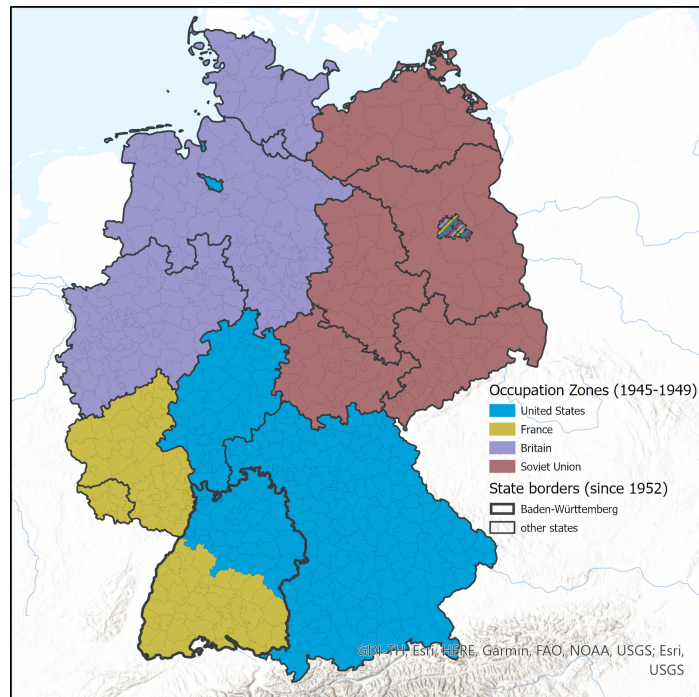 Occupation Zones (1945-1949)
United States
France
Britain
Soviet Union
State borders (since 1952)
Baden-Württemberg
other states
GDI-TH, Esri, HERE, Garmin, FAO, NOAA, USGS; Esri,
USGS